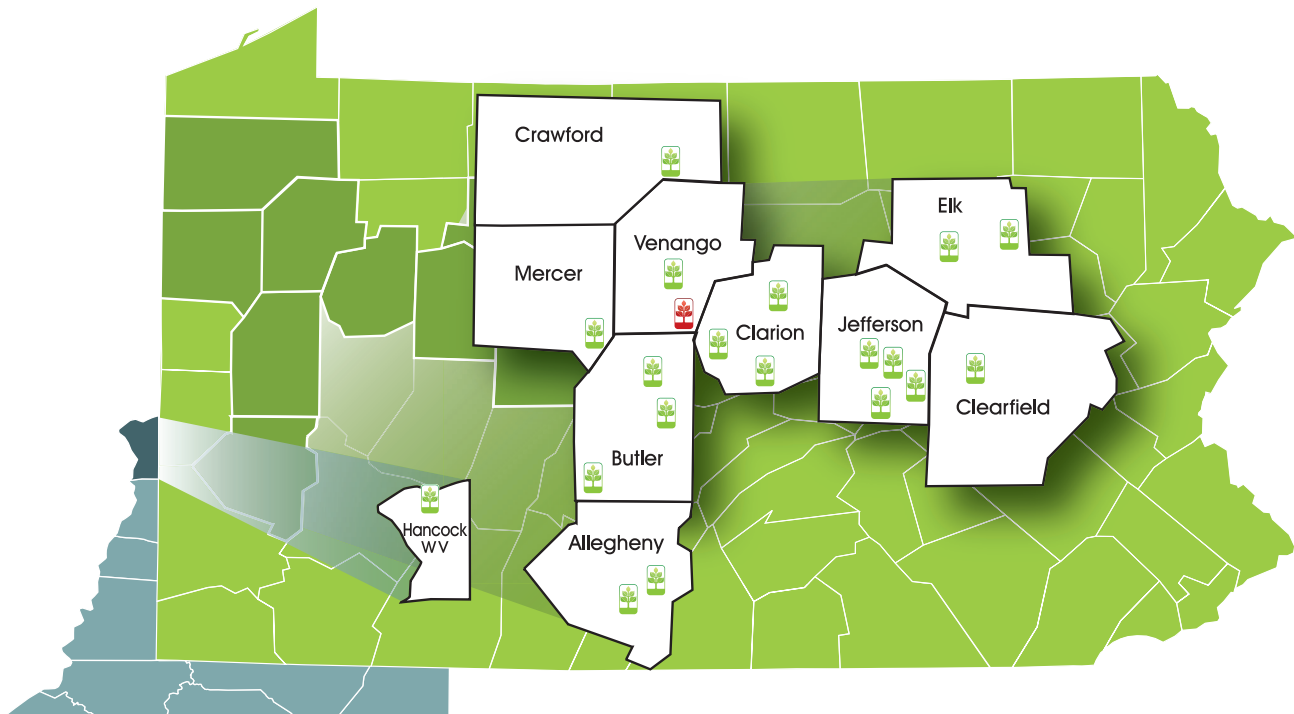 Crawford
Elk
Venango
Mercer
Jefferson
Clarion
Clearfield
Butler
Hancock
WV
Allegheny